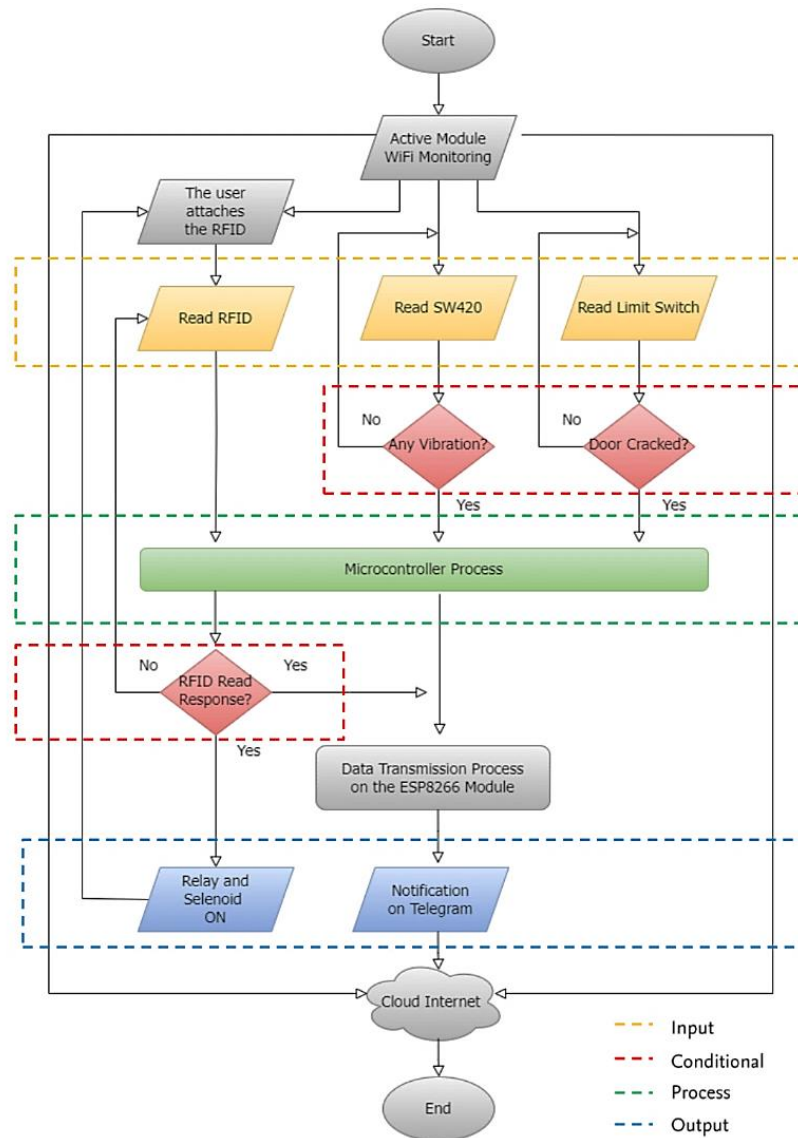 Start
Active Module
WiFi Monitoring
The user
attaches
the RFID
Read RFID
Read SW420
Read Limit Switch
No
Any Vibration?
No
Door Cracked?
Yes
Yes
Microcontroller Process
No
RFID Read
Response?
Yes
Yes
Data Transmission Process
on the ESP8266 Module
Relay and
Selenoid
ON
Notification
on Telegram
Cloud Internet
End
Input
Conditional
Process
Output